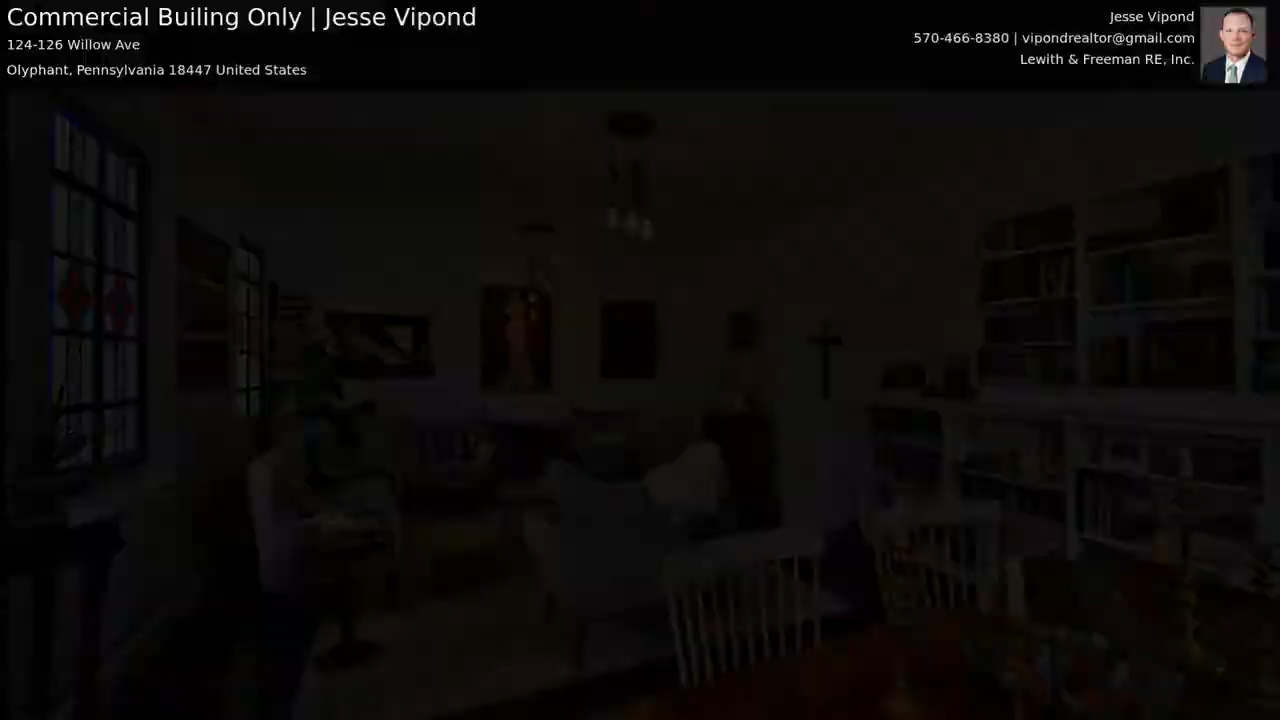 Commercial Builing Only | Jesse Vipond
124-126 Willow Ave
Olyphant, Pennsylvania 18447 United States
Jesse Vipond
570-466-8380 | vipondrealtor@gmail.com
Lewith & Freeman RE, Inc.